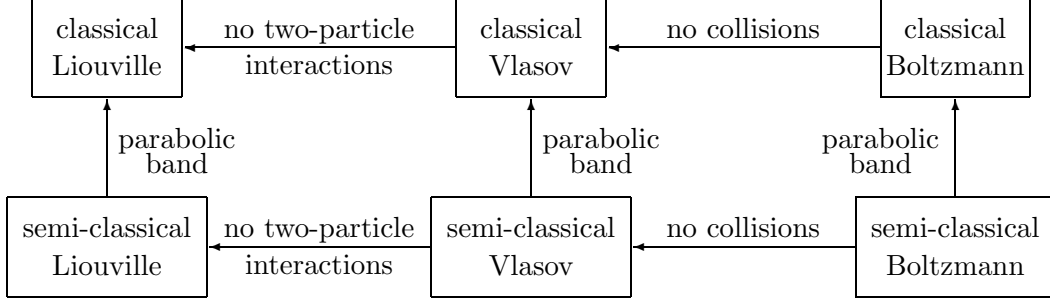 classical
Liouville
no two-particle
interactions
classical
Vlasov
no collisions
classical
Boltzmann
parabolic
band
parabolic
band
parabolic
band
semi-classical
Liouville
no two-particle
interactions
semi-classical
Vlasov
no collisions
semi-classical
Boltzmann